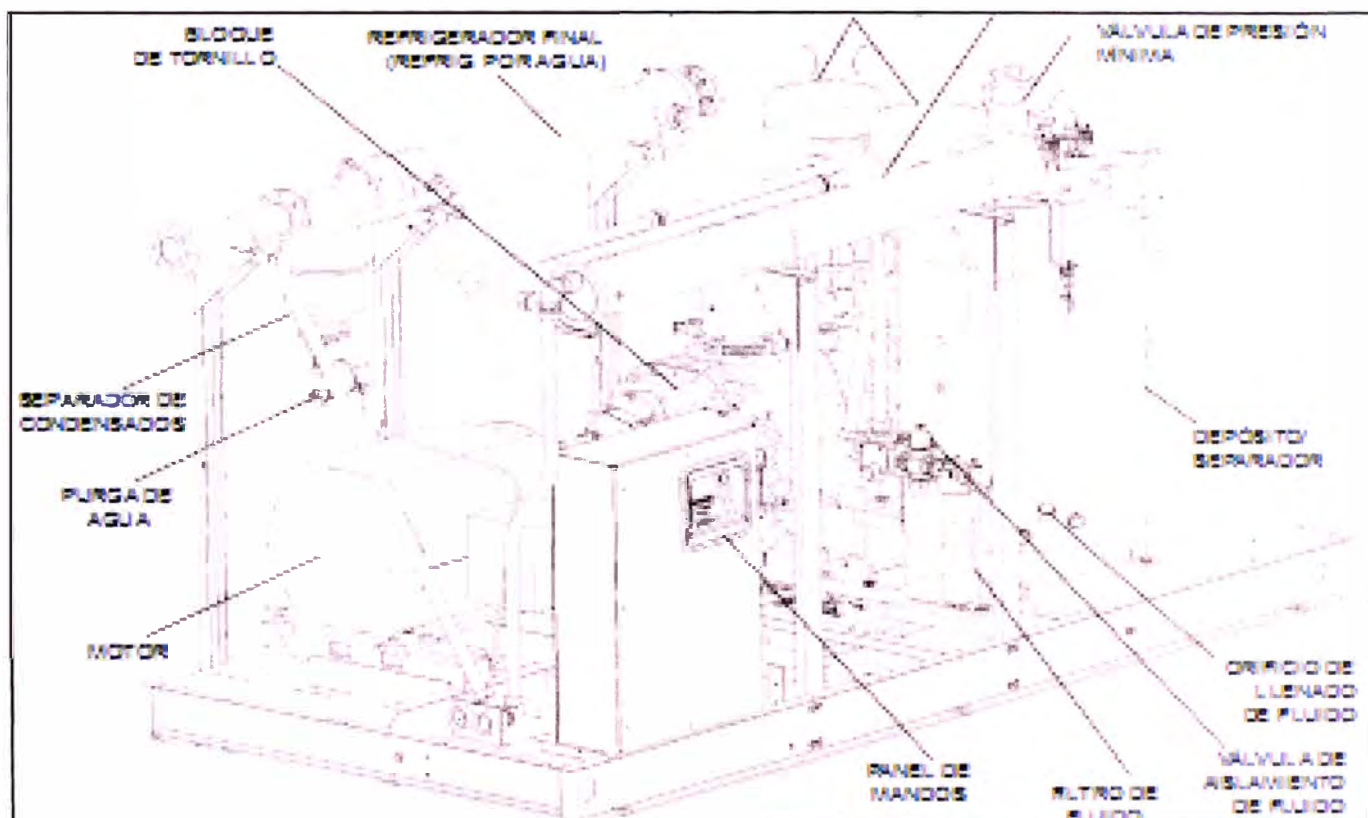 BLOQUE
DE TORNILLO
REFRIGERADOR FINAL
(REFRIG. POR AGUA)
VÁLVULA DE PRESIÓN
MÍNIMA
SEPARADOR DE
CONDENSADOS
PURGA DE
AGUA
MOTOR
DEPÓSITO/
SEPARADOR
ORIFICIO DE
LLENADO
DE FLUIDO
VÁLVULA DE
AISLAMIENTO
DE FLUIDO
PANEL DE
MANDOS
FILTRO DE
FLUIDO